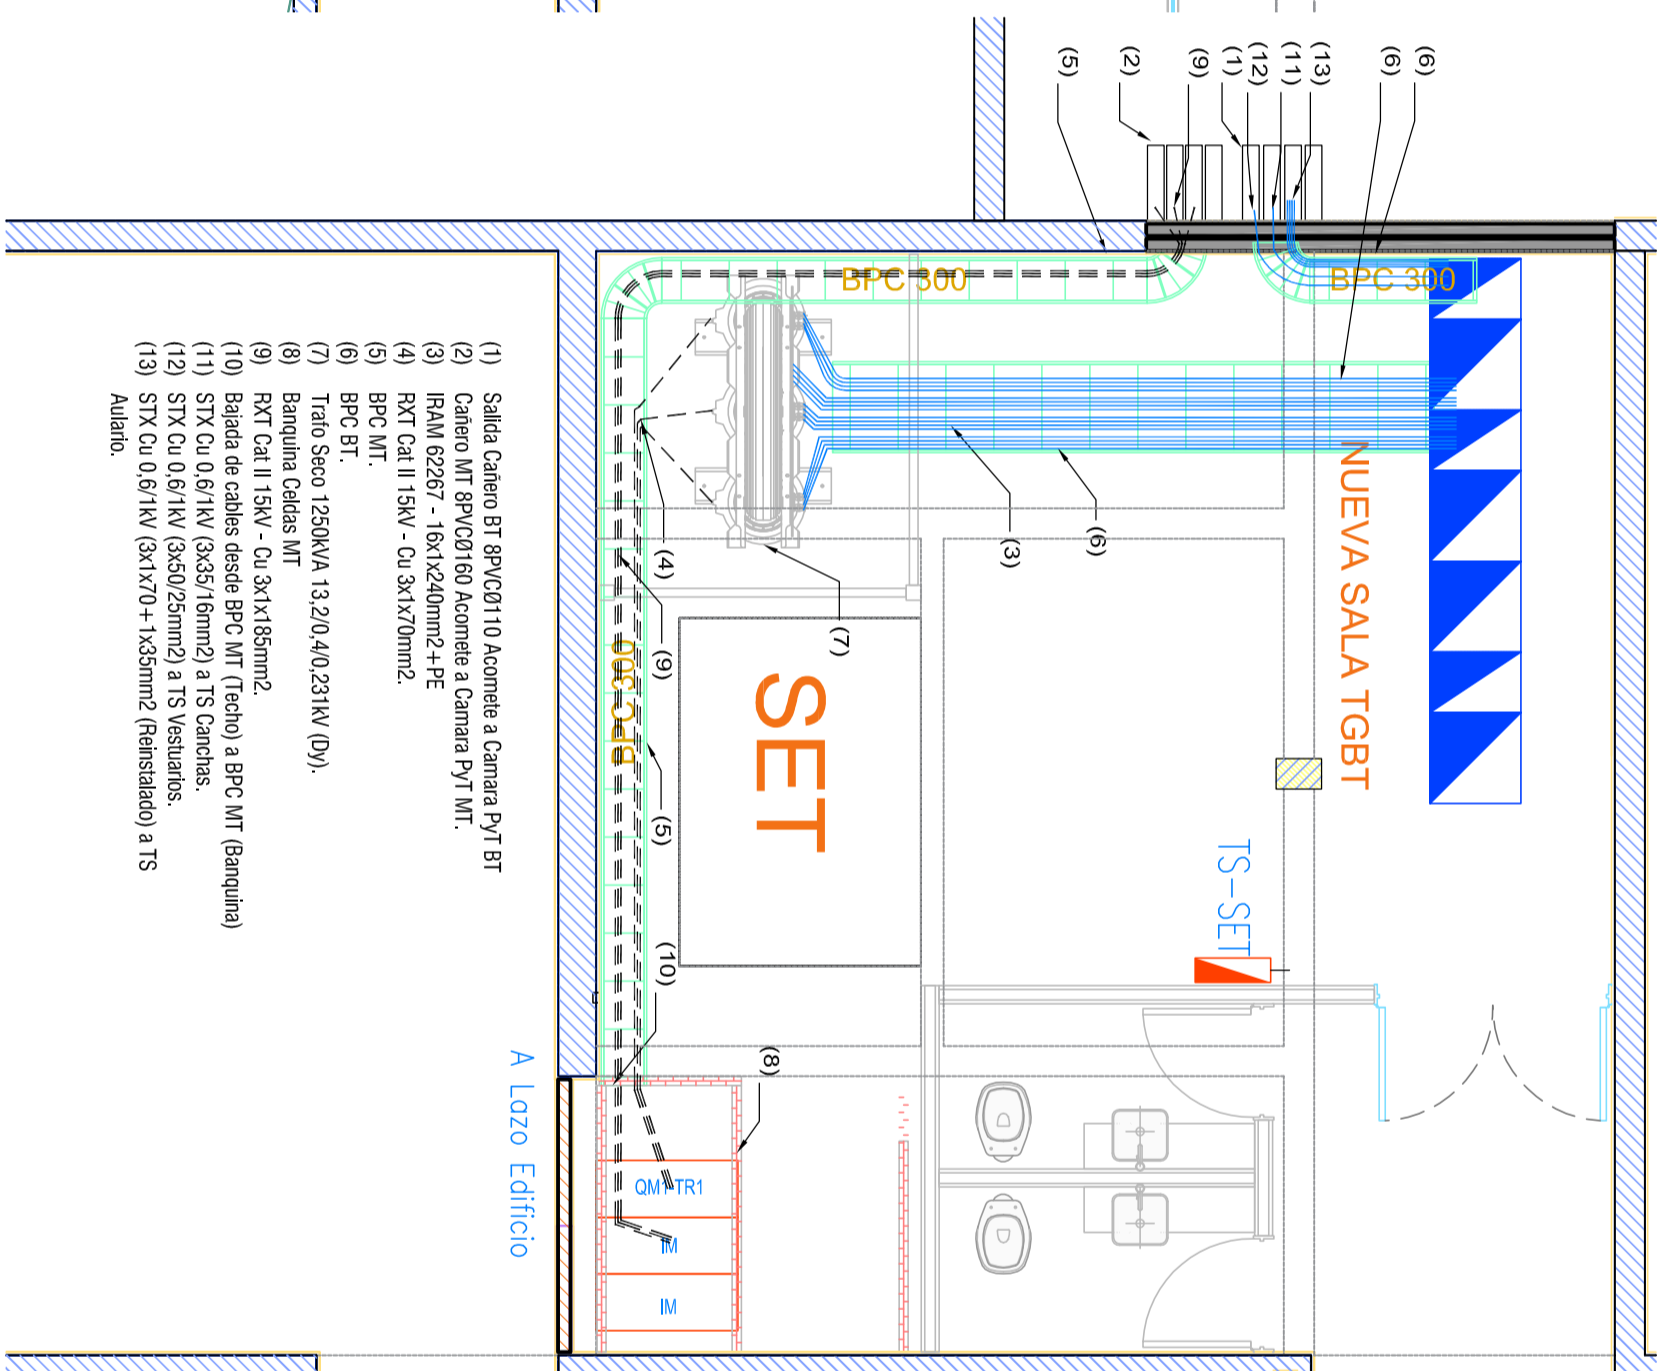 (5)
(2)
(9)
(1)
(12)
(11)
(13)
(6)
(6)
BPC 300
BPC 300
NUEVA SALA TGBT
(3)
(6)
(4)
(7)
(9)
BPC 300
SET
(5)
TS-SET
(10)
(8)
QM1-TR1
IM
IM
A Lazo Edificio
(1) Salida Cañero BT 8PVCØ110 Acomete a Camara PyT BT
(2) Cañero MT 8PVCØ160 Acomete a Camara PyT MT.
(3) IRAM 62267 - 16x1x240mm2+PE
(4) RXT Cat II 15kV - Cu 3x1x70mm2.
(5) BPC MT.
(6) BPC BT.
(7) Trafo Seco 1250kVA 13,2/0,4/0,231kV (Dy).
(8) Banquina Celdas MT
(9) RXT Cat II 15kV - Cu 3x1x185mm2.
(10) Bajada de cables desde BPC MT (Techo) a BPC MT (Banquina)
(11) STX Cu 0,6/1kV (3x35/16mm2) a TS Canchas.
(12) STX Cu 0,6/1kV (3x50/25mm2) a TS Vestuarios.
(13) STX Cu 0,6/1kV (3x1x70+1x35mm2 (Reinstalado) a TS
Aulario.